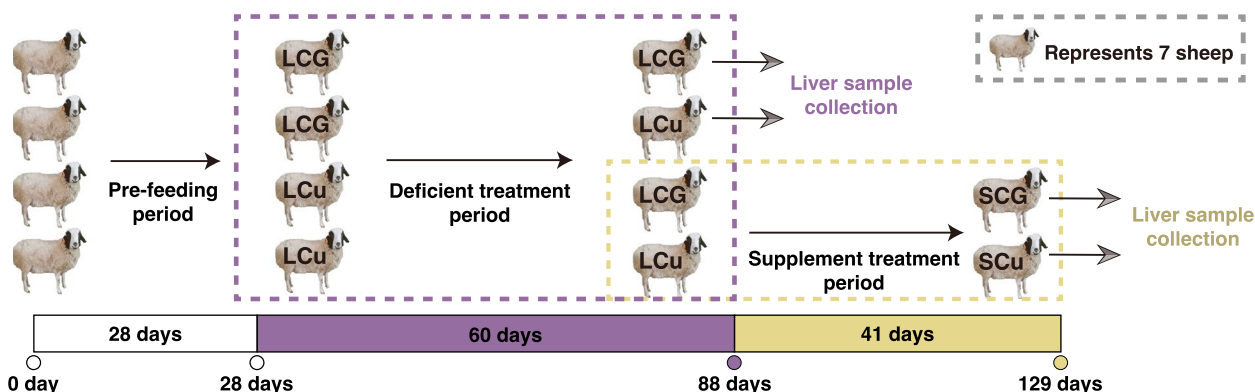 LCG
LCG
LCu
LCu
Pre-feeding
period
Deficient treatment
period
LCG
LCu
LCG
LCu
Liver sample
collection
Supplement treatment
period
SCG
SCu
Liver sample
collection
Represents 7 sheep
28 days
60 days
41 days
0 day
28 days
88 days
129 days